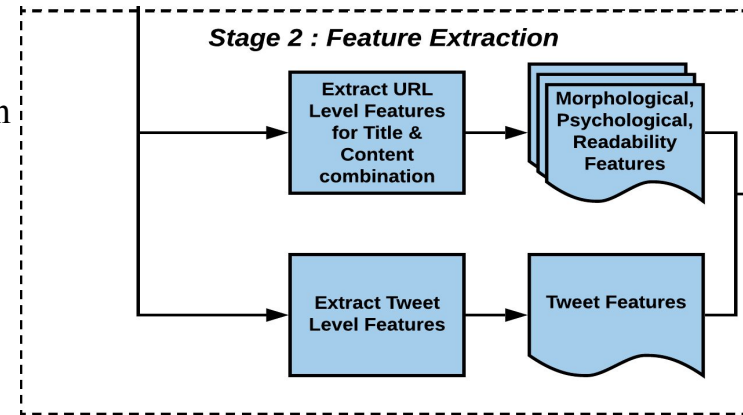 Stage 2 : Feature Extraction
Extract URL
Level Features
for Title &
Content
combination
Morphological,
Psychological,
Readability
Features
Extract Tweet
Level Features
Tweet Features